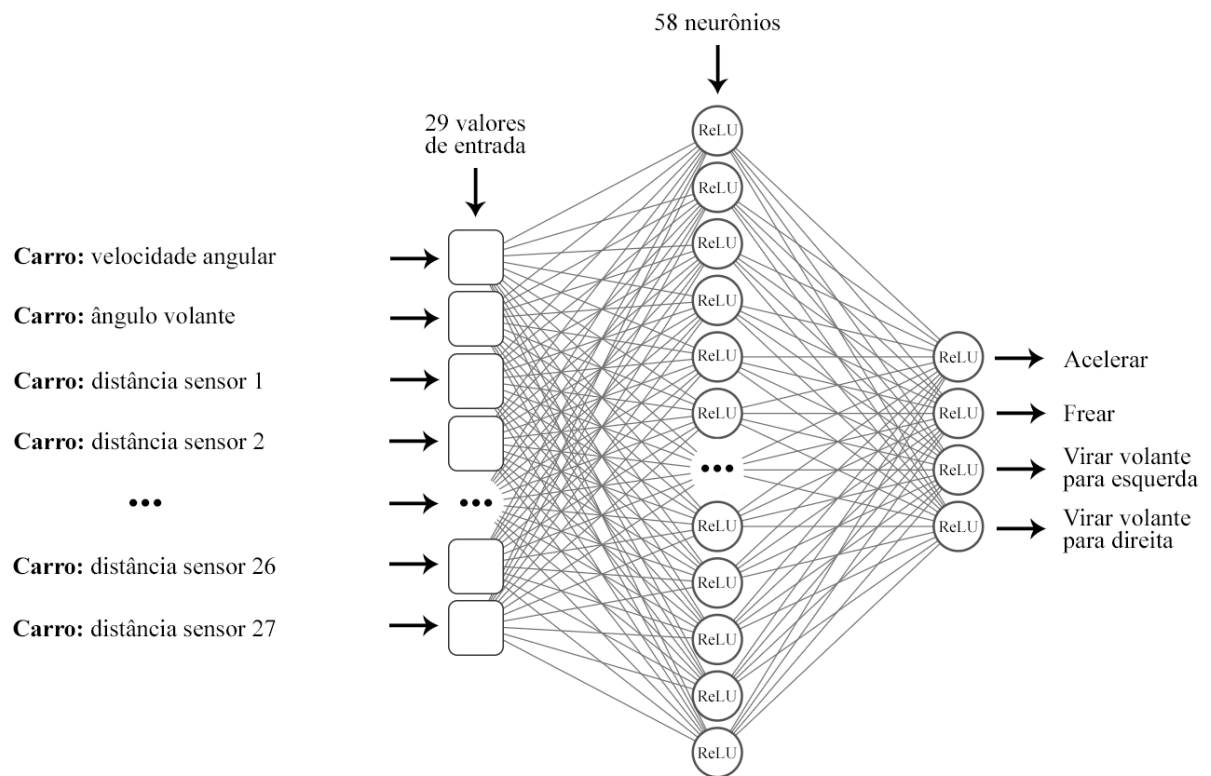 58 neurônios
29 valores
de entrada
Carro: velocidade angular
Carro: ângulo volante
Carro: distância sensor 1
Carro: distância sensor 2
•••
Carro: distância sensor 26
Carro: distância sensor 27
•••
ReLU
ReLU
ReLU
ReLU
ReLU
ReLU
•••
ReLU
ReLU
ReLU
ReLU
ReLU
ReLU
ReLU
ReLU
ReLU
Acelerar
Frear
Virar volante
para esquerda
Virar volante
para direita